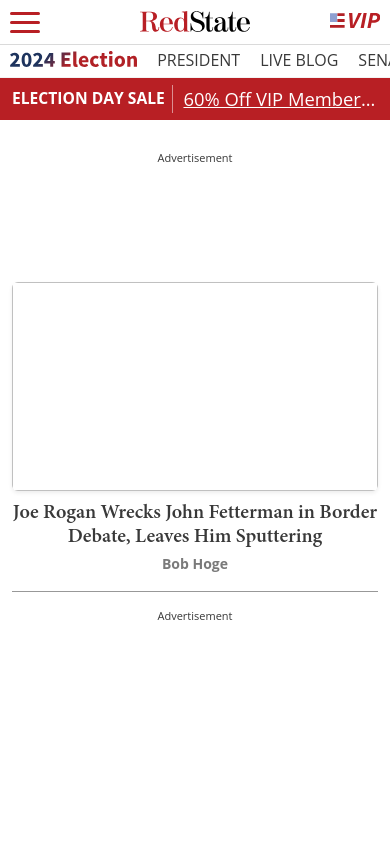 RedState
VIP
2024 Election PRESIDENT LIVE BLOG SENA
ELECTION DAY SALE 60% Off VIP Member...
Advertisement
Joe Rogan Wrecks John Fetterman in Border
Debate, Leaves Him Sputtering
Bob Hoge
Advertisement